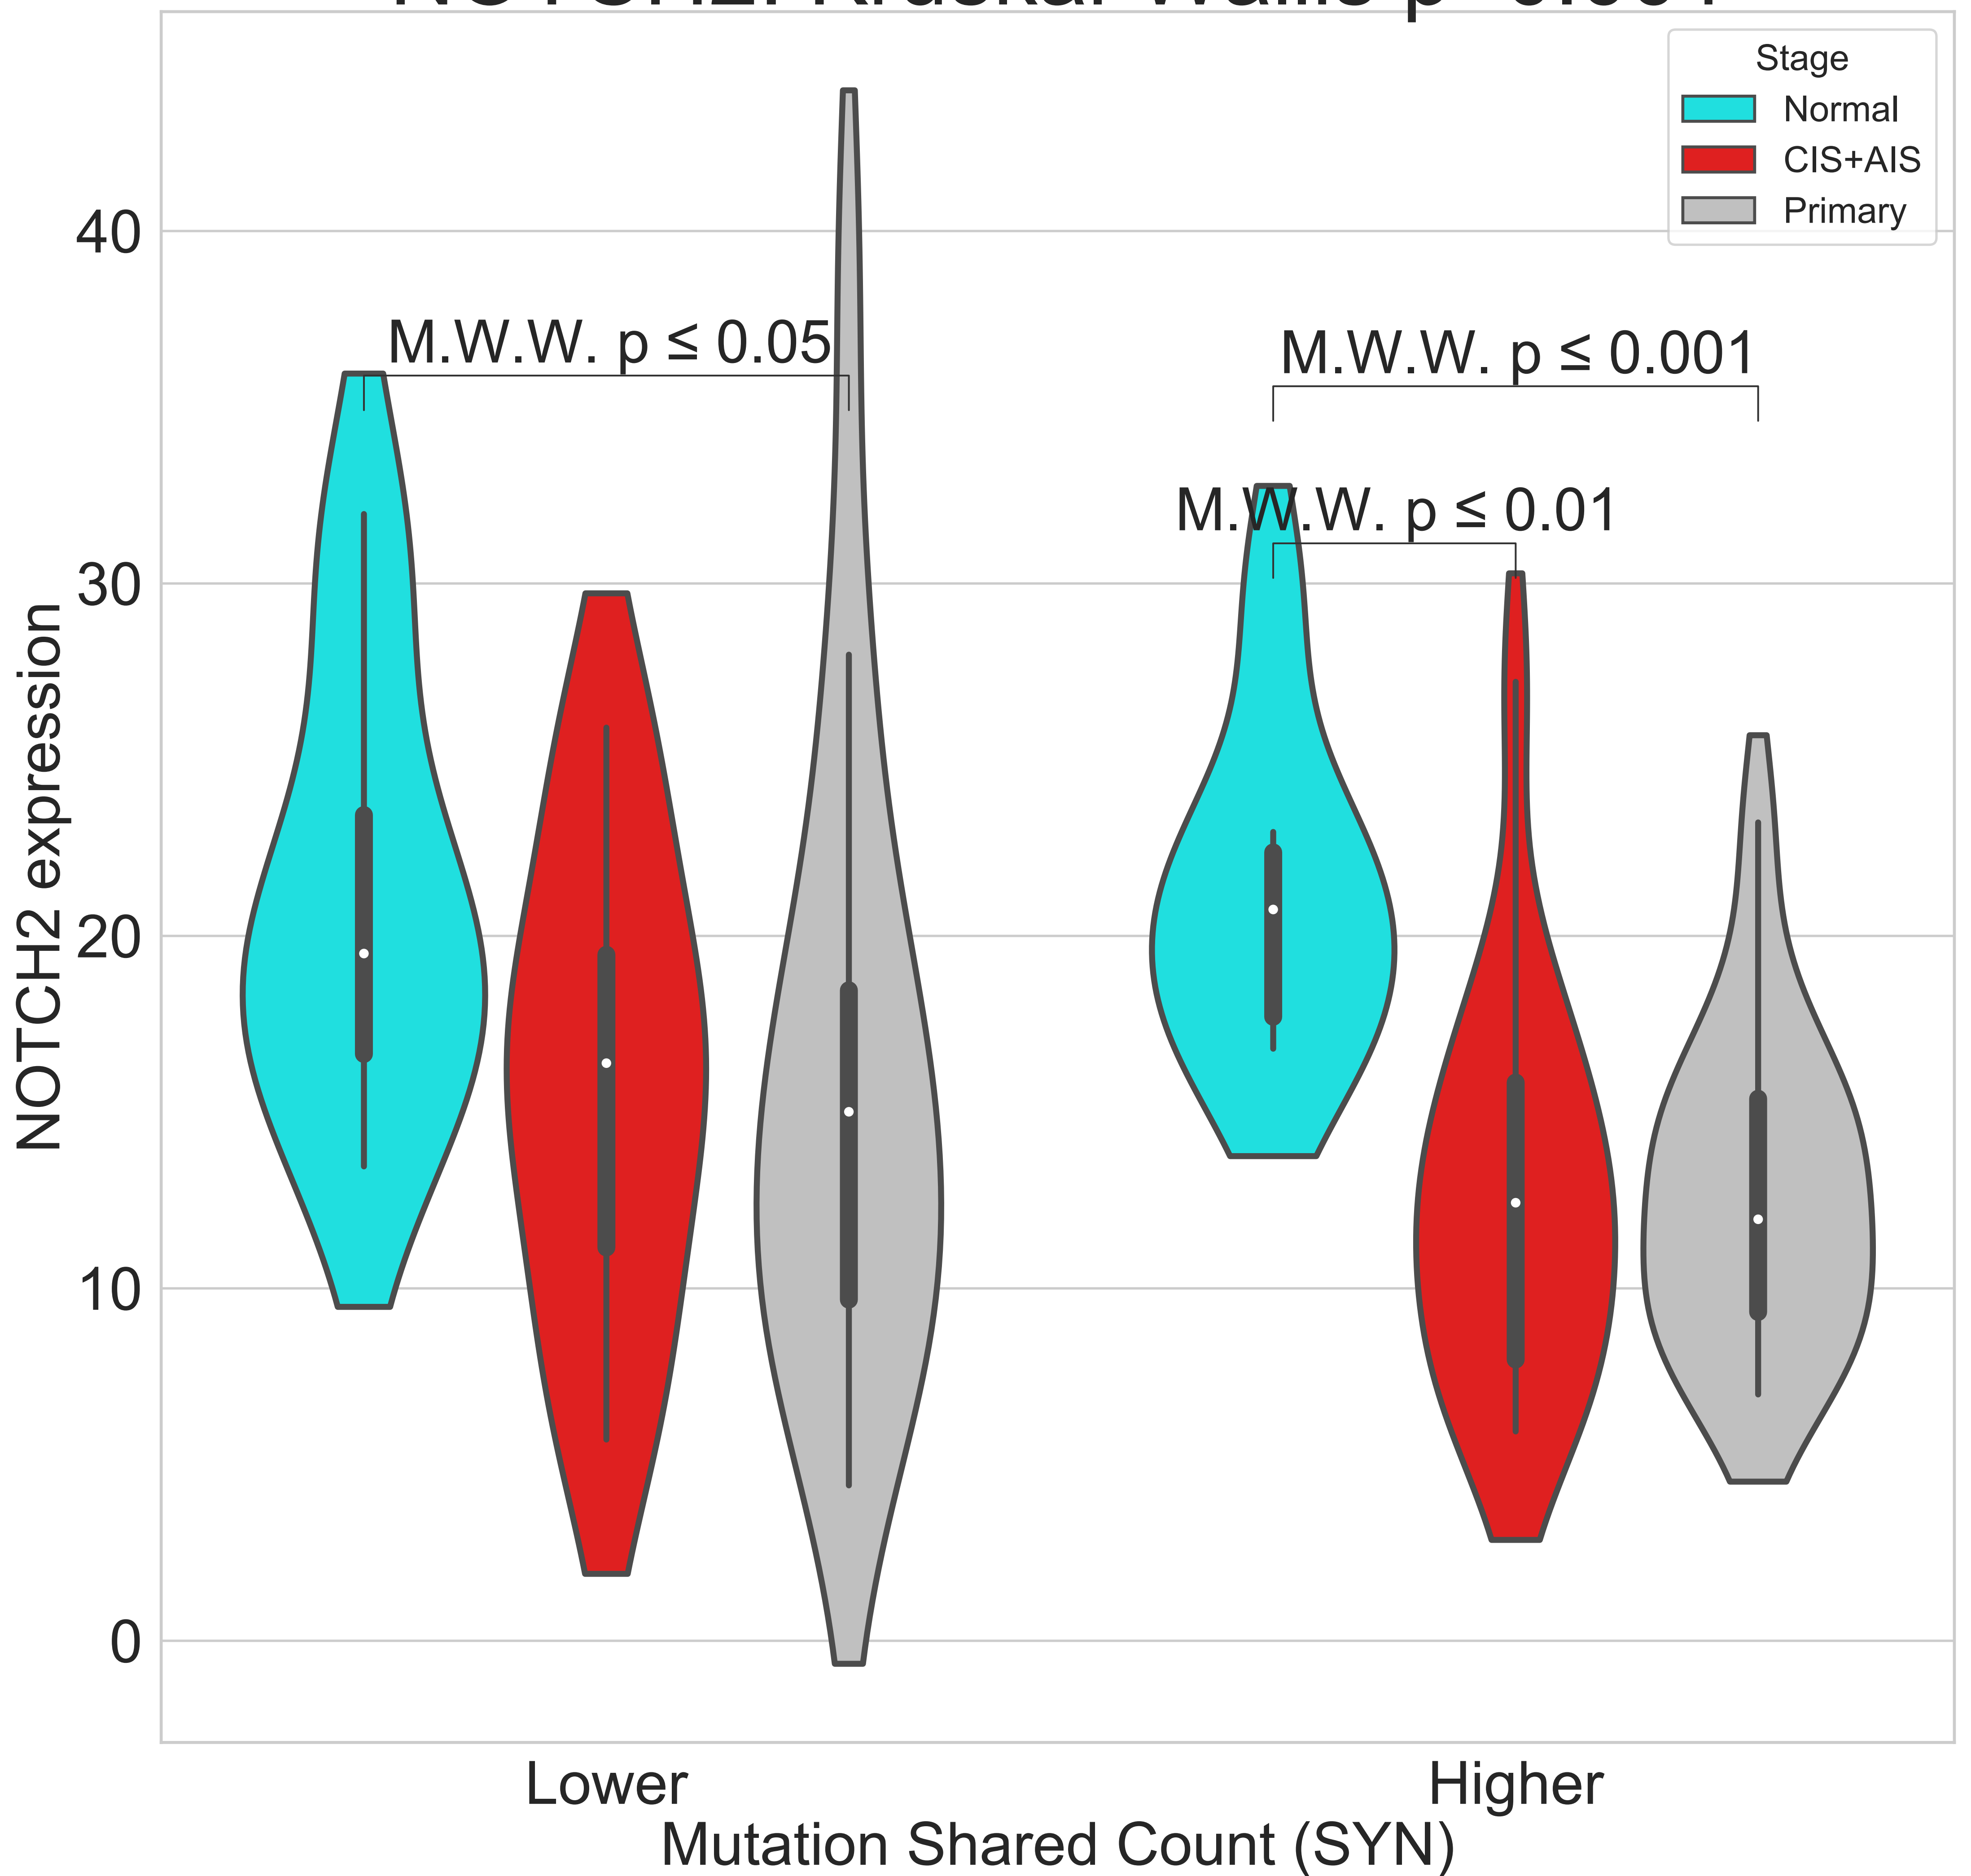 Stage
Normal
CIS+AIS
Primary
40
30
20
10
0
NOTCH2 expression
M.W.W. p ≤ 0.05
M.W.W. p ≤ 0.001
M.W.W. p ≤ 0.01
Lower
Higher
Mutation Shared Count (SYN)